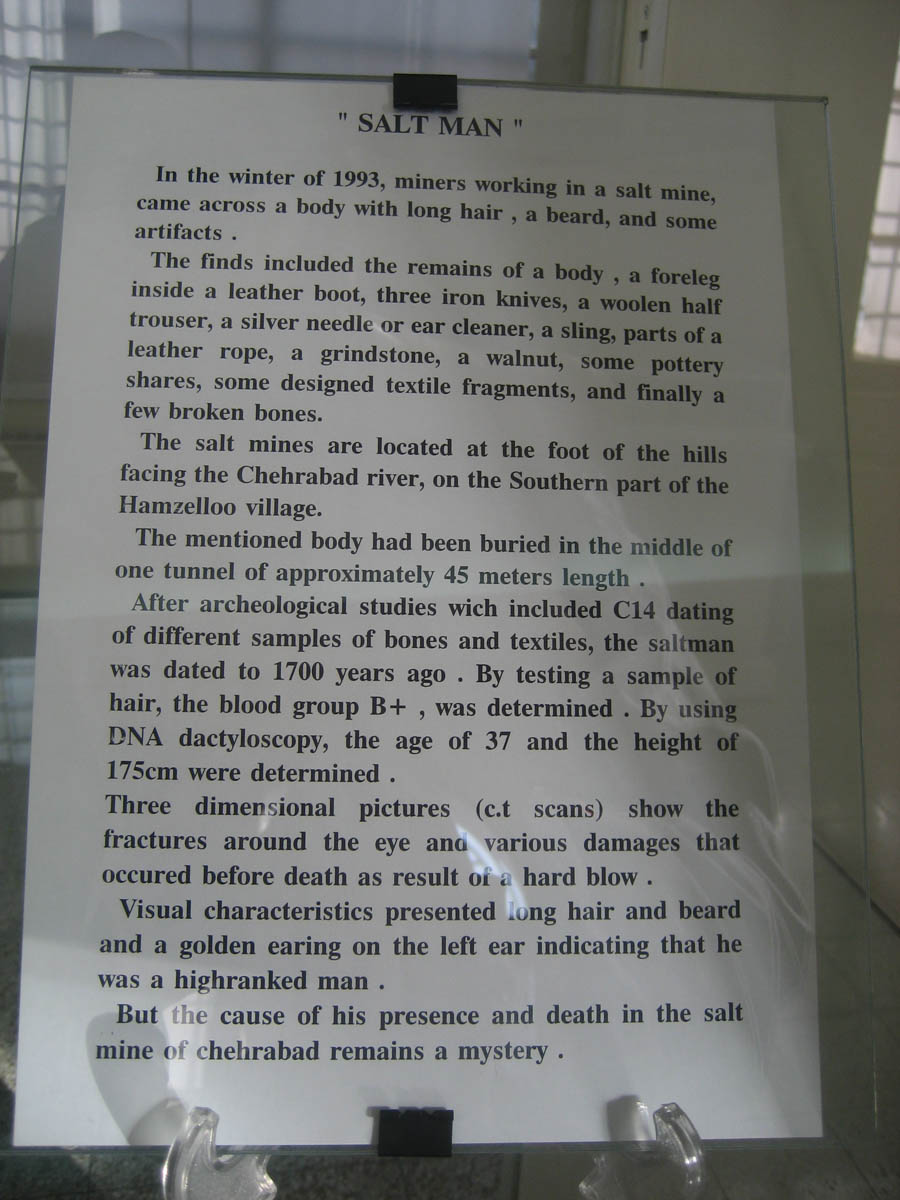 " SALT MAN "
In the winter of 1993, miners working in a salt mine,
came across a body with long hair , a beard, and some
artifacts .
The finds included the remains of a body , a foreleg
inside a leather boot, three iron knives, a woolen half
trouser, a silver needle or ear cleaner, a sling, parts of a
leather rope, a grindstone, a walnut, some pottery
shares, some designed textile fragments, and finally a
few broken bones.
The salt mines are located at the foot of the hills
facing the Chehrabad river, on the Southern part of the
Hamzelloo village.
The mentioned body had been buried in the middle of
one tunnel of approximately 45 meters length .
After archeological studies wich included C14 dating
of different samples of bones and textiles, the saltman
was dated to 1700 years ago . By testing a sample of
hair, the blood group B+ , was determined . By using
DNA dactyloscopy, the age of 37 and the height of
175cm were determined .
Three dimensional pictures (c.t scans) show the
fractures around the eye and various damages that
occured before death as result of a hard blow .
Visual characteristics presented long hair and beard
and a golden earing on the left ear indicating that he
was a highranked man .
But the cause of his presence and death in the salt
mine of chehrabad remains a mystery .